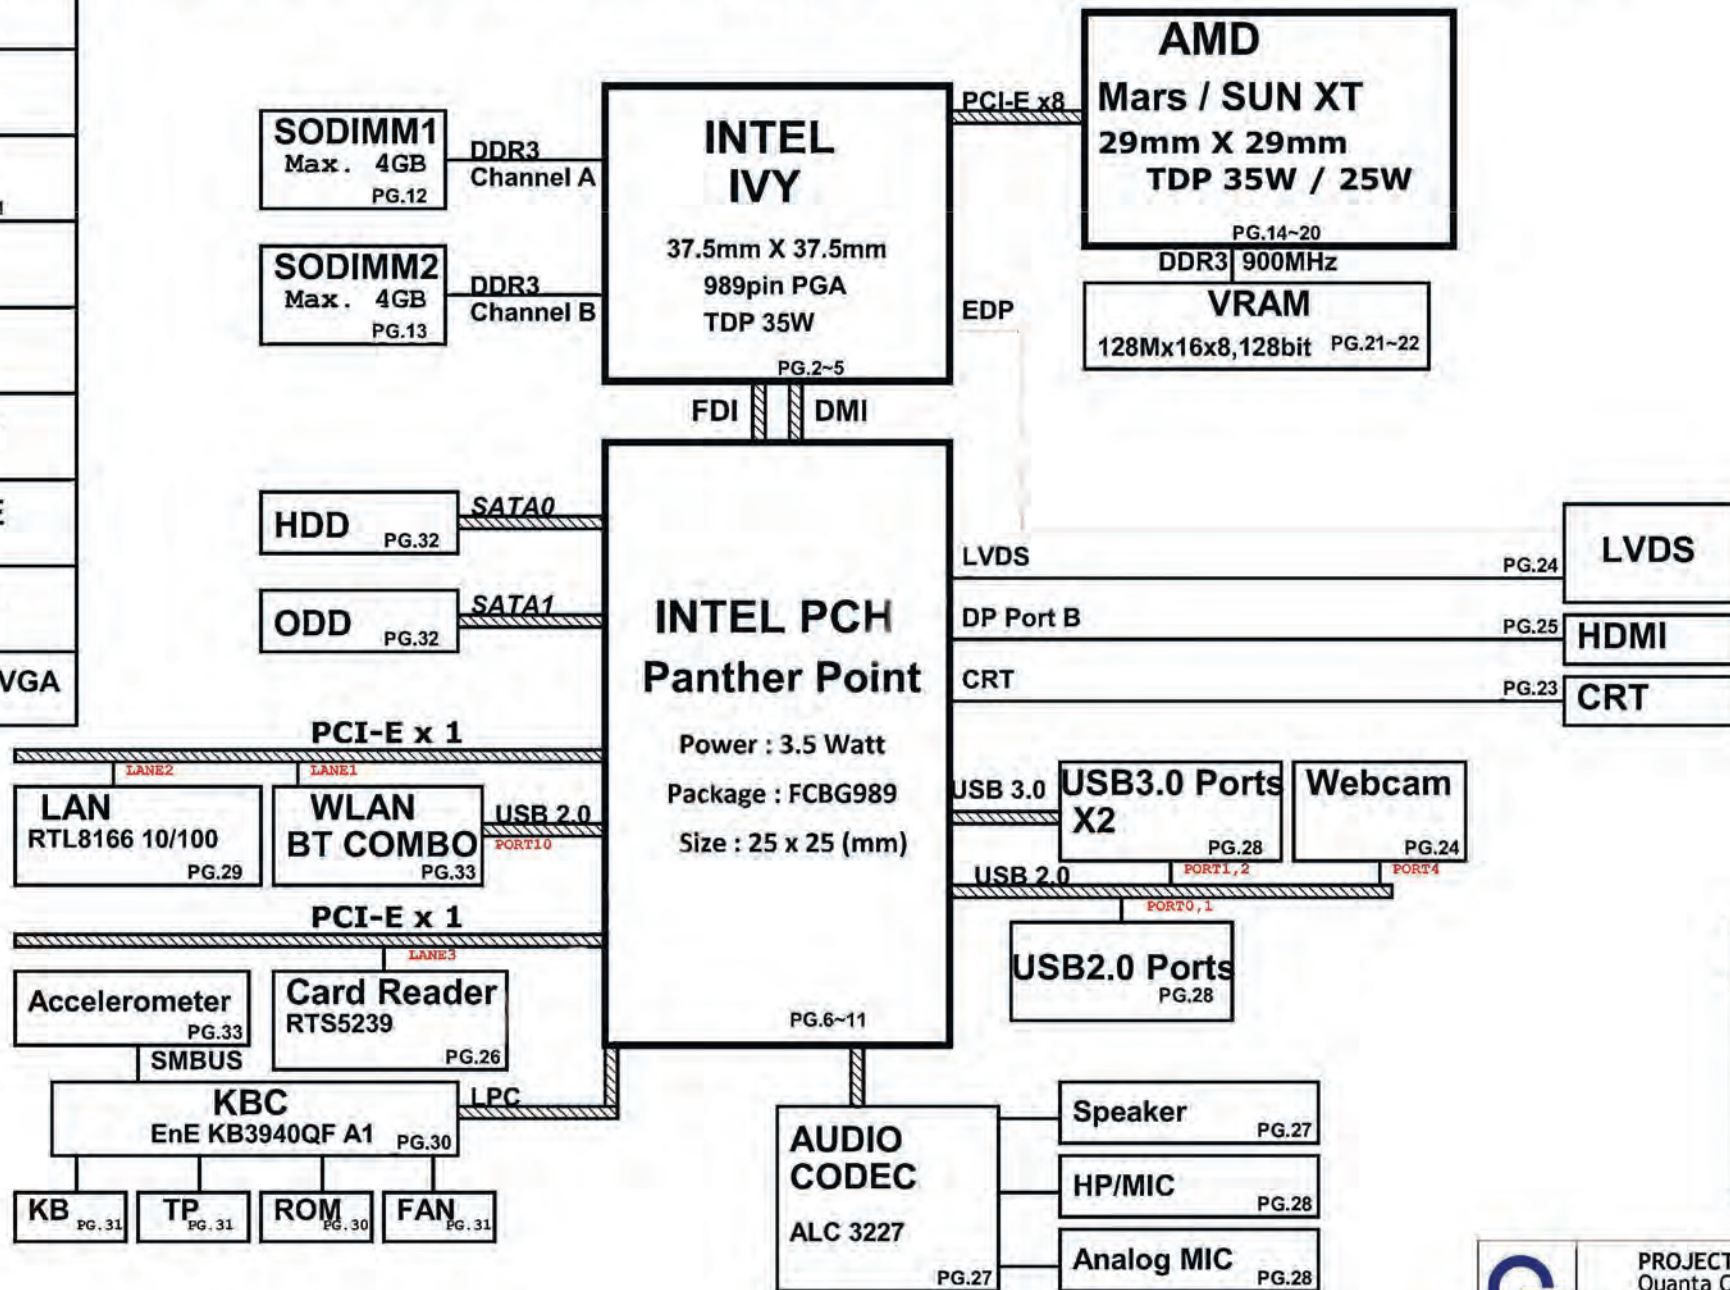 VGA
SODIMM1
Max. 4GB
PG.12
DDR3
Channel A
SODIMM2
Max. 4GB
PG.13
DDR3
Channel B
INTEL
IVY
37.5mm X 37.5mm
989pin PGA
TDP 35W
PG.2~5
PCI-E x8
AMD
Mars / SUN XT
29mm X 29mm
TDP 35W / 25W
PG.14~20
DDR3 900MHz
VRAM
128Mx16x8,128bit PG.21~22
EDP
FDI DMI
HDD
PG.32
SATA0
ODD
PG.32
SATA1
INTEL PCH
Panther Point
Power : 3.5 Watt
Package : FCBG989
Size : 25 x 25 (mm)
PG.6~11
LVDS
PG.24
LVDS
DP Port B
PG.25
HDMI
CRT
PG.23
CRT
PCI-E x 1
LANE2
LANE1
LAN
RTL8166 10/100
PG.29
WLAN
BT COMBO
PG.33
USB 2.0
PORT10
USB 3.0
USB3.0 Ports
X2
PG.28
Webcam
PG.24
PORT1,2
PORT4
USB 2.0
PORT0,1
USB2.0 Ports
PG.28
PCI-E x 1
LANE3
Accelerometer
PG.33
SMBUS
Card Reader
RTS5239
PG.26
KBC
EnE KB3940QF A1
PG.30
LPC
KB PG.31
TP PG.31
ROM PG.30
FAN PG.31
AUDIO
CODEC
ALC 3227
PG.27
Speaker
PG.27
HP/MIC
PG.28
Analog MIC
PG.28
PROJECT
Quanta C